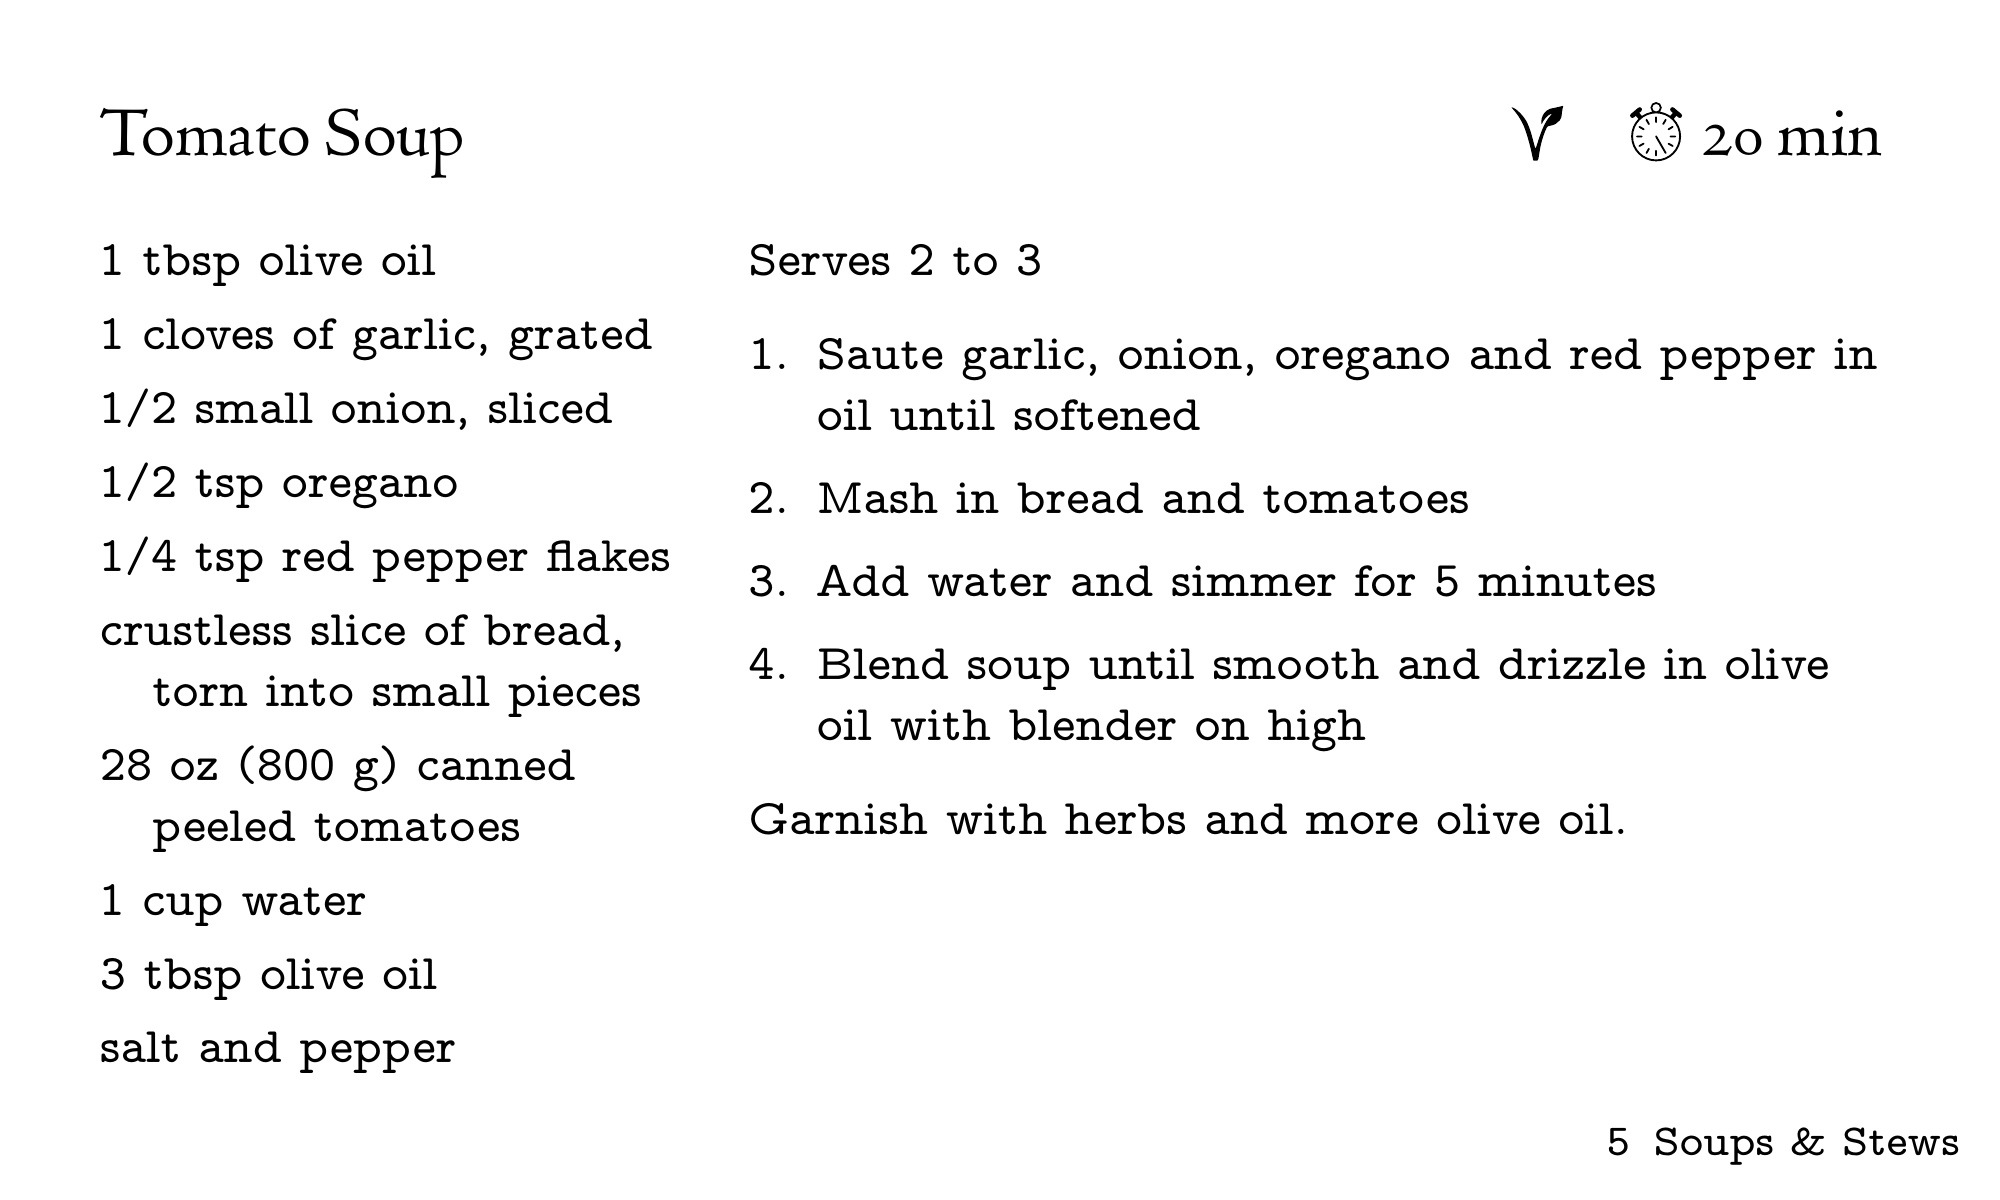 Tomato Soup
20 min
1 tbsp olive oil
1 cloves of garlic, grated
1/2 small onion, sliced
1/2 tsp oregano
1/4 tsp red pepper flakes
crustless slice of bread,
torn into small pieces
28 oz (800 g) canned
peeled tomatoes
1 cup water
3 tbsp olive oil
salt and pepper
Serves 2 to 3
1. Saute garlic, onion, oregano and red pepper in
oil until softened
2. Mash in bread and tomatoes
3. Add water and simmer for 5 minutes
4. Blend soup until smooth and drizzle in olive
oil with blender on high
Garnish with herbs and more olive oil.
5 Soups & Stews